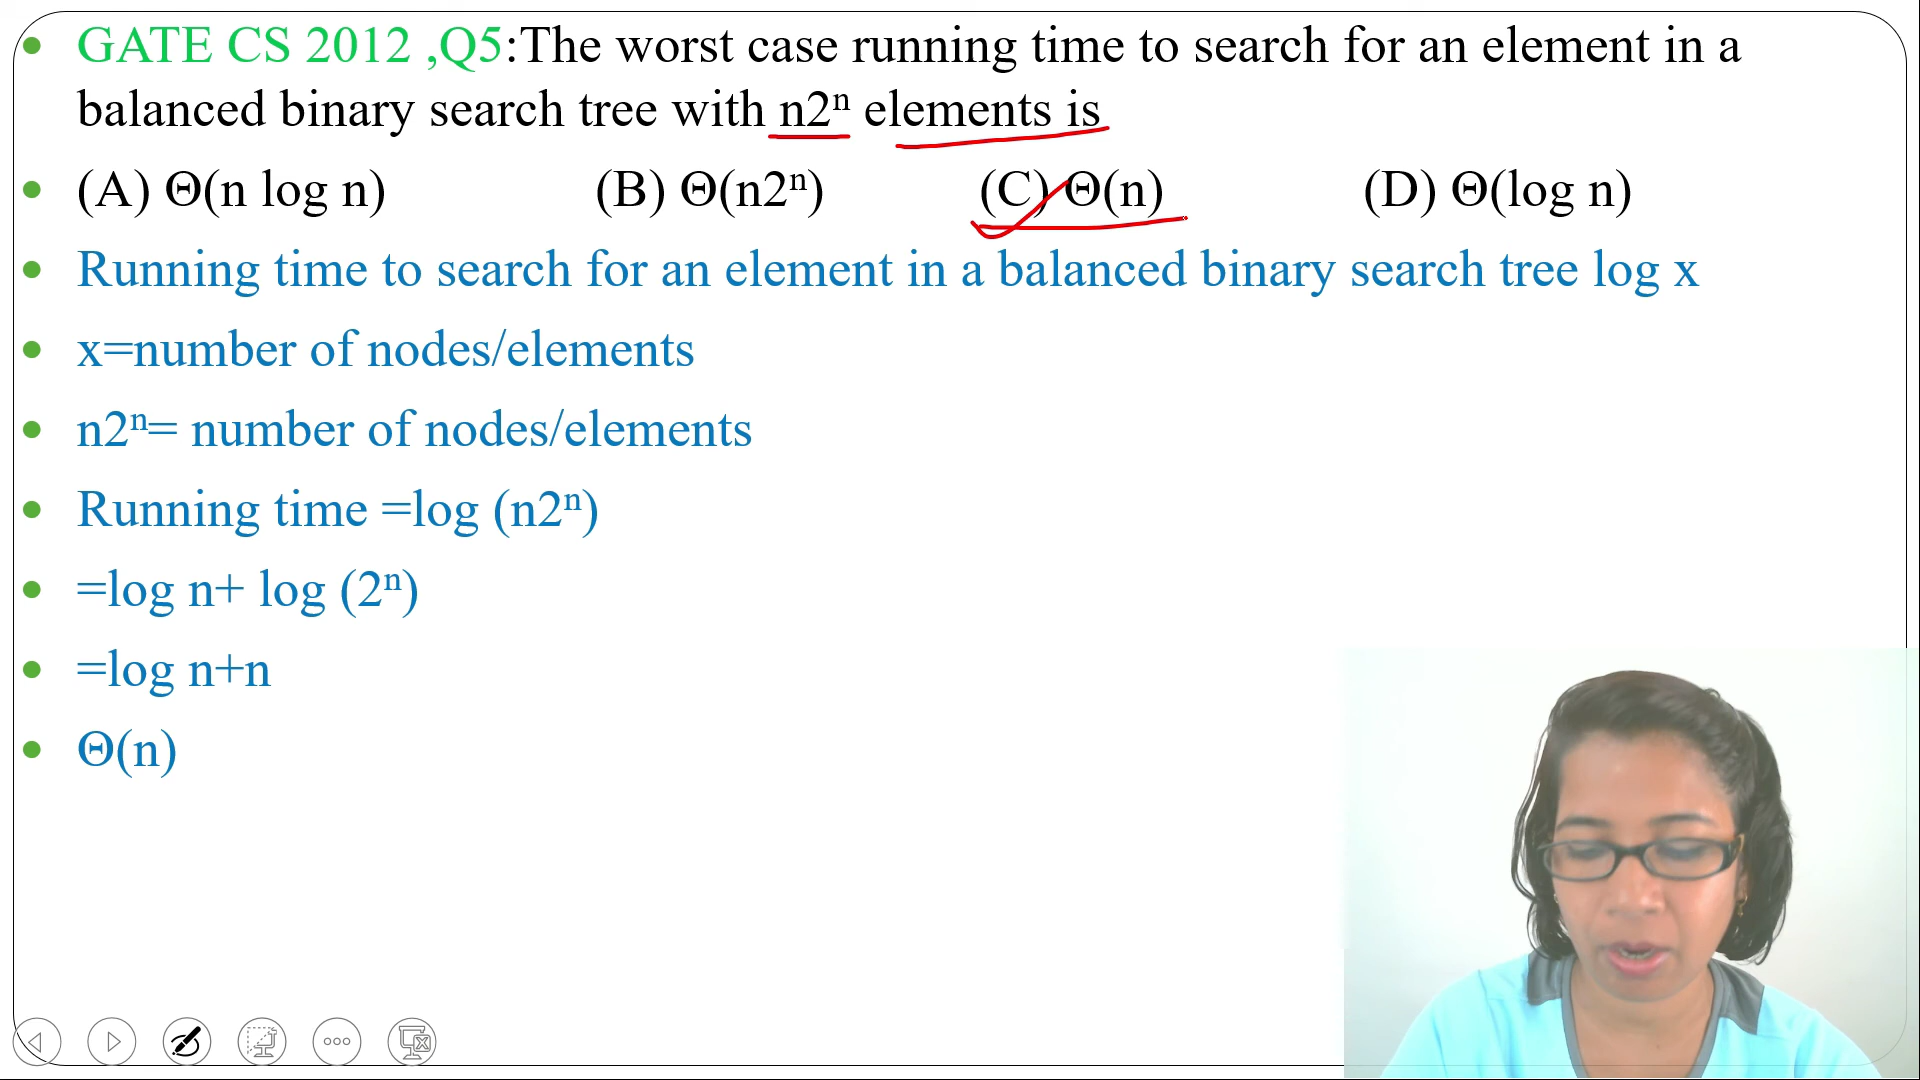 GATE CS 2012 ,Q5:The worst case running time to search for an element in a
balanced binary search tree with n2ⁿ elements is
(A) Θ(n log n) (B) Θ(n2ⁿ) (C) Θ(n) (D) Θ(log n)
Running time to search for an element in a balanced binary search tree log x
x=number of nodes/elements
n2ⁿ= number of nodes/elements
Running time =log (n2ⁿ)
=log n+ log (2ⁿ)
=log n+n
Θ(n)